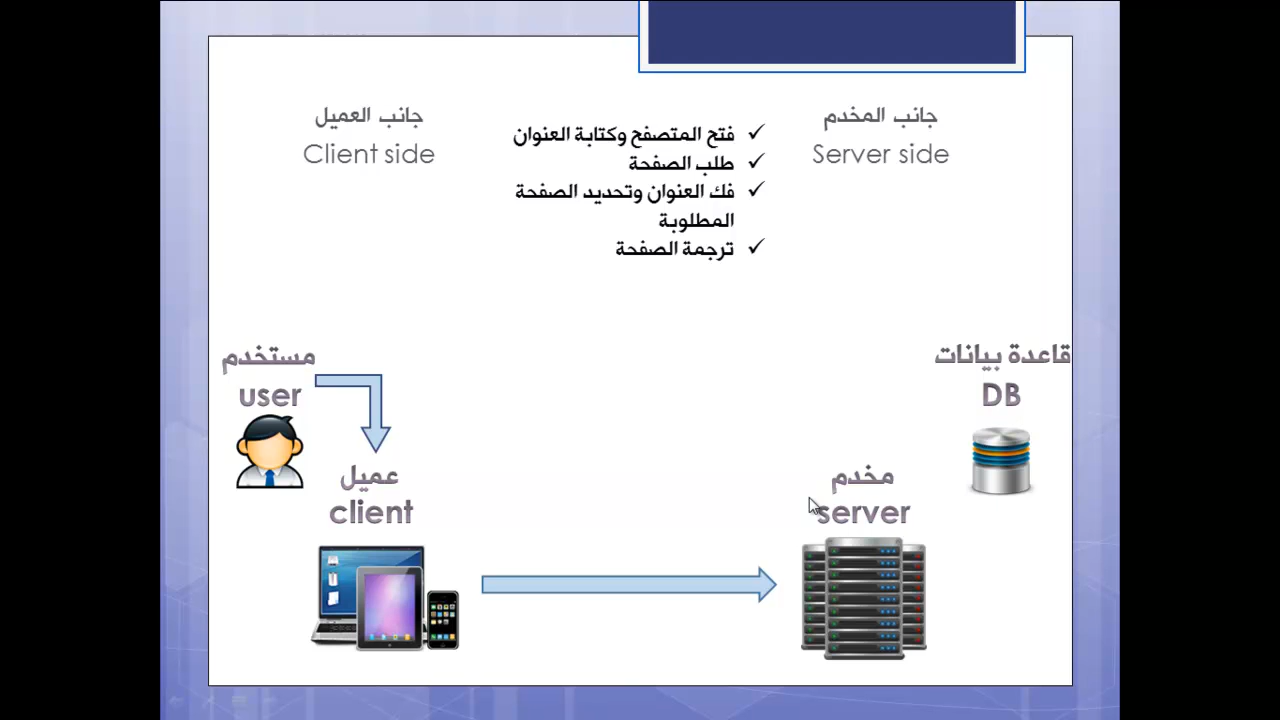 جانب المخدم
Server side
فتح المتصفح وكتابة العنوان
طلب الصفحة
فك العنوان وتحديد الصفحة
المطلوبة
ترجمة الصفحة
جانب العميل
Client side
قاعدة بيانات
DB
مستخدم
user
مخدم
server
عميل
client